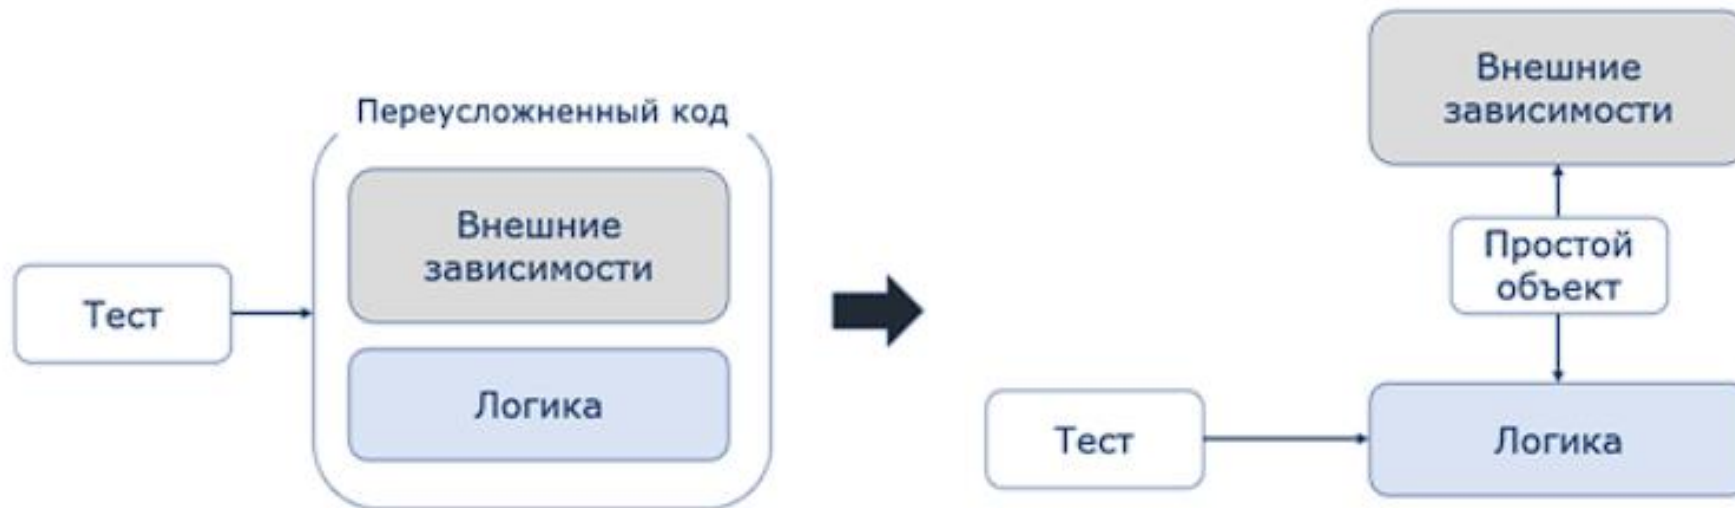 Переусложненный код
Внешние
зависимости
Тест
Логика
Внешние
зависимости
Простой
объект
Тест
Логика